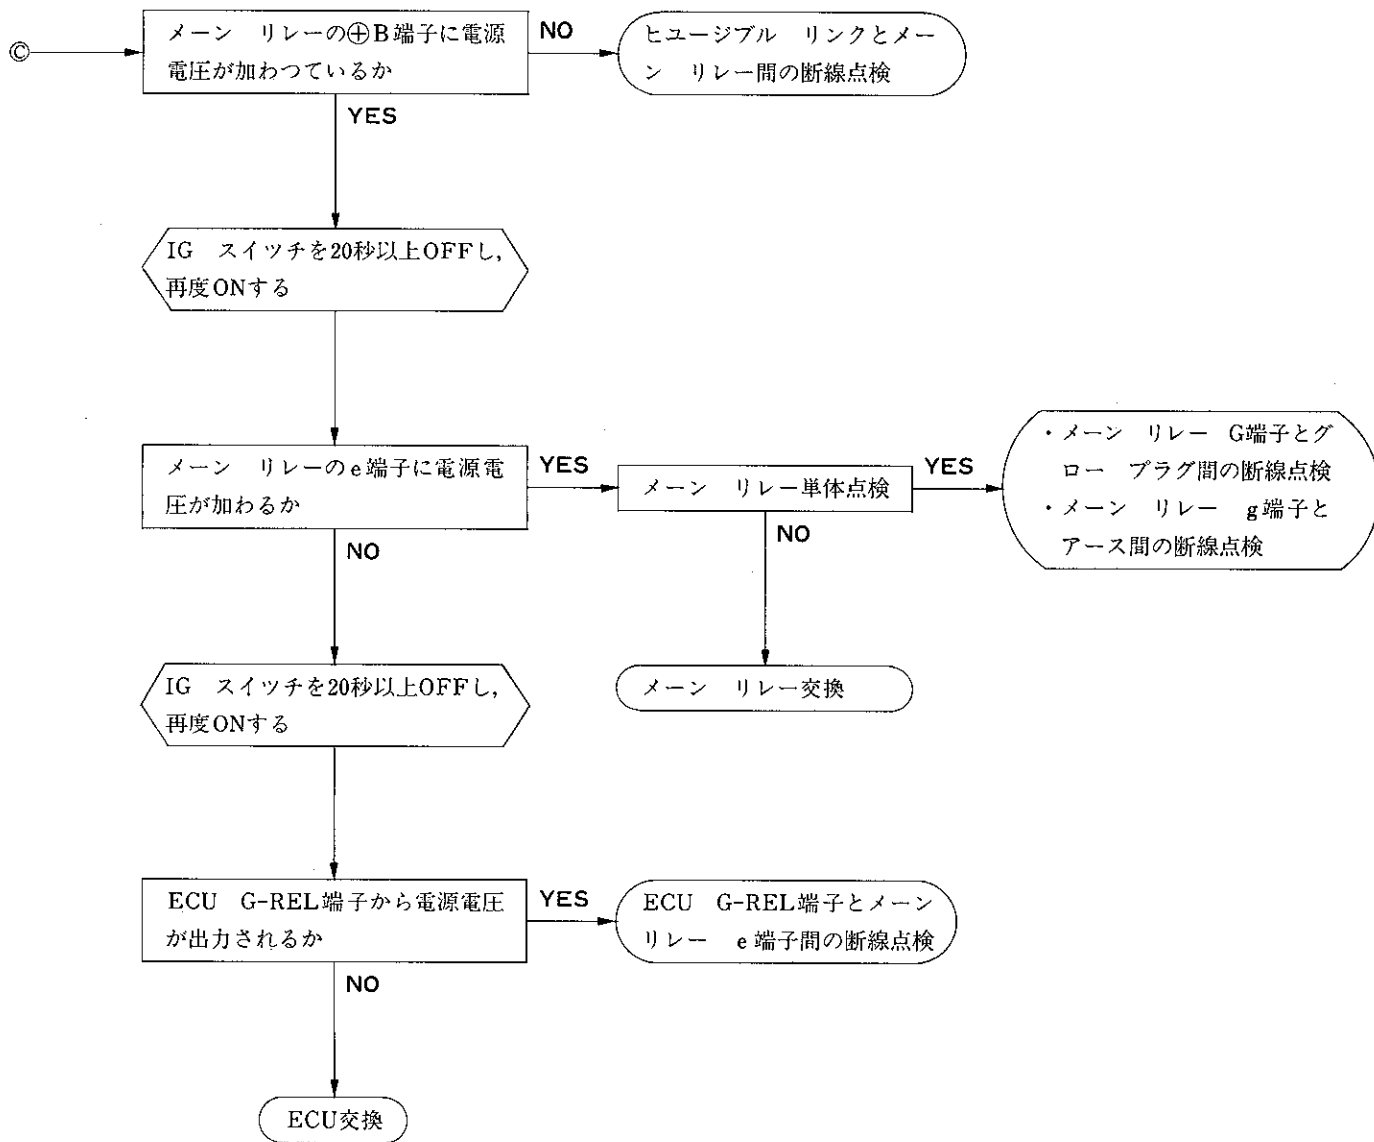 ©
メーン　リレーの⊕B端子に電源
電圧が加わつているか
NO
ヒユージブル　リンクとメー
ン　リレー間の断線点検
YES
IG　スイツチを20秒以上OFFし,
再度ONする
メーン　リレーのe端子に電源電
圧が加わるか
YES
メーン　リレー単体点検
YES
・メーン　リレー　G端子とグ
ロー　プラグ間の断線点検
・メーン　リレー　g端子と
アース間の断線点検
NO
NO
メーン　リレー交換
IG　スイツチを20秒以上OFFし,
再度ONする
ECU　G-REL端子から電源電圧
が出力されるか
YES
ECU　G-REL端子とメーン
リレー　e端子間の断線点検
NO
ECU交換